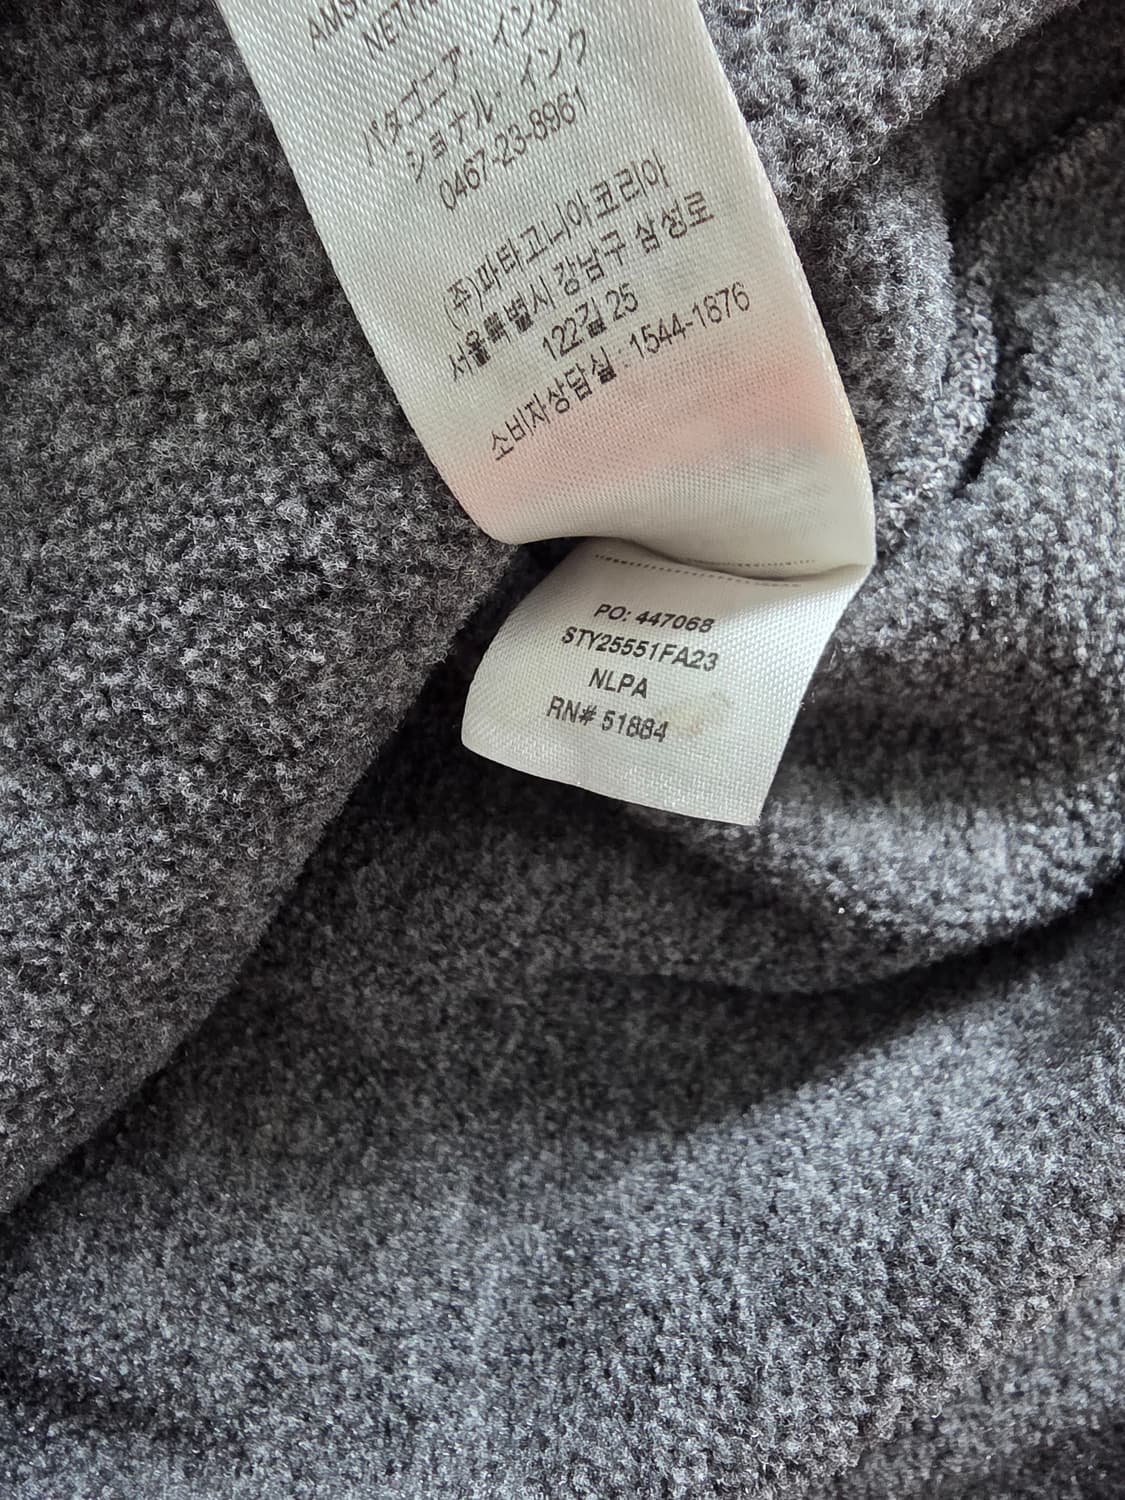 パタゴニア・インタ
ショナル・インク
0467-23-8961
(주)파타고니아코리아
서울특별시 강남구 삼성로
122길 25
소비자상담실 : 1544-1876
PO: 447068
STY25551FA23
NLPA
RN# 51884